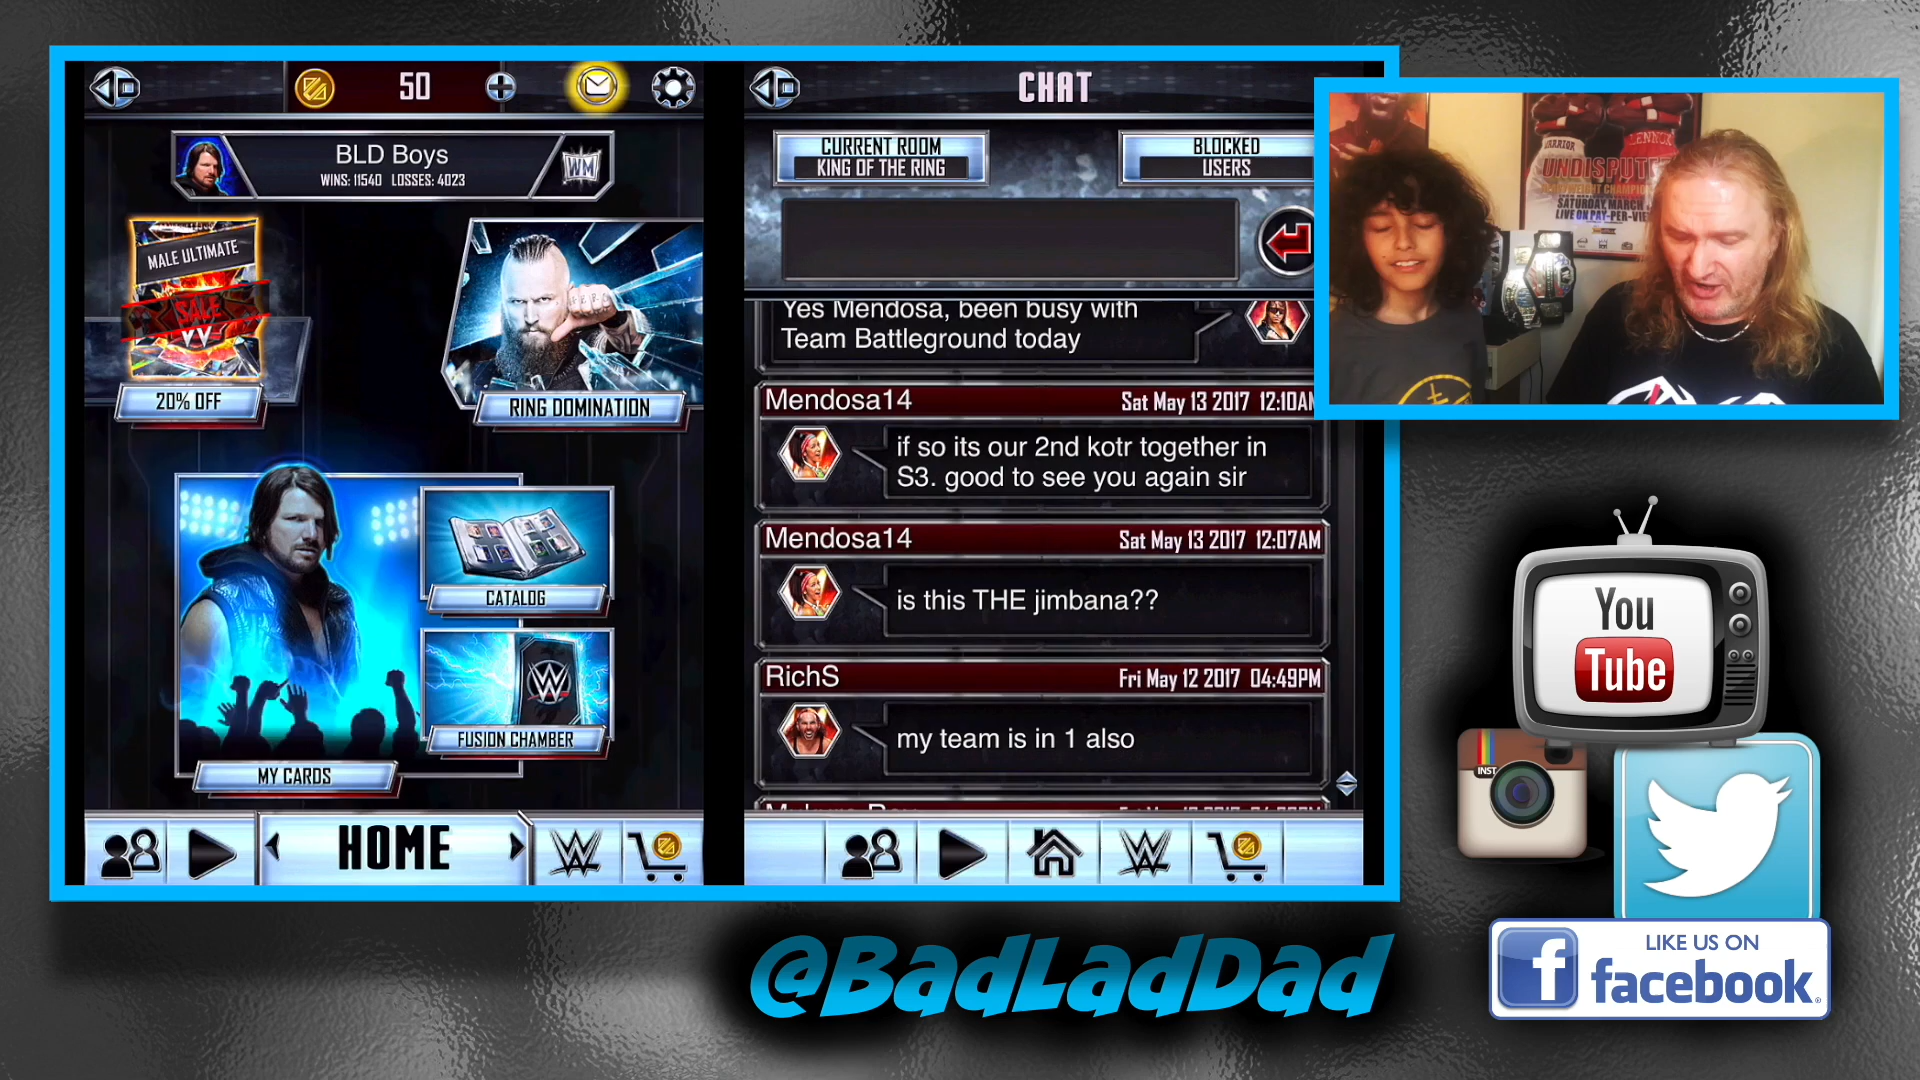 50
BLD Boys
WINS: 11540 LOSSES: 4023
WM
MALE ULTIMATE
SALE
20% OFF
RING DOMINATION
CATALOG
FUSION CHAMBER
MY CARDS
HOME
CHAT
CURRENT ROOM
KING OF THE RING
BLOCKED
USERS
Yes Mendosa, been busy with
Team Battleground today
Mendosa14
Sat May 13 2017 12:10AM
if so its our 2nd kotr together in
S3. good to see you again sir
Mendosa14
Sat May 13 2017 12:07AM
is this THE jimbana??
RichS
Fri May 12 2017 04:49PM
my team is in 1 also
WARRIOR
LENNOX
UNDISPUTED
SATURDAY, MARCH
LIVE ON PAY-PER-VIEW
You
Tube
INST
LIKE US ON
facebook
@BadLadDad